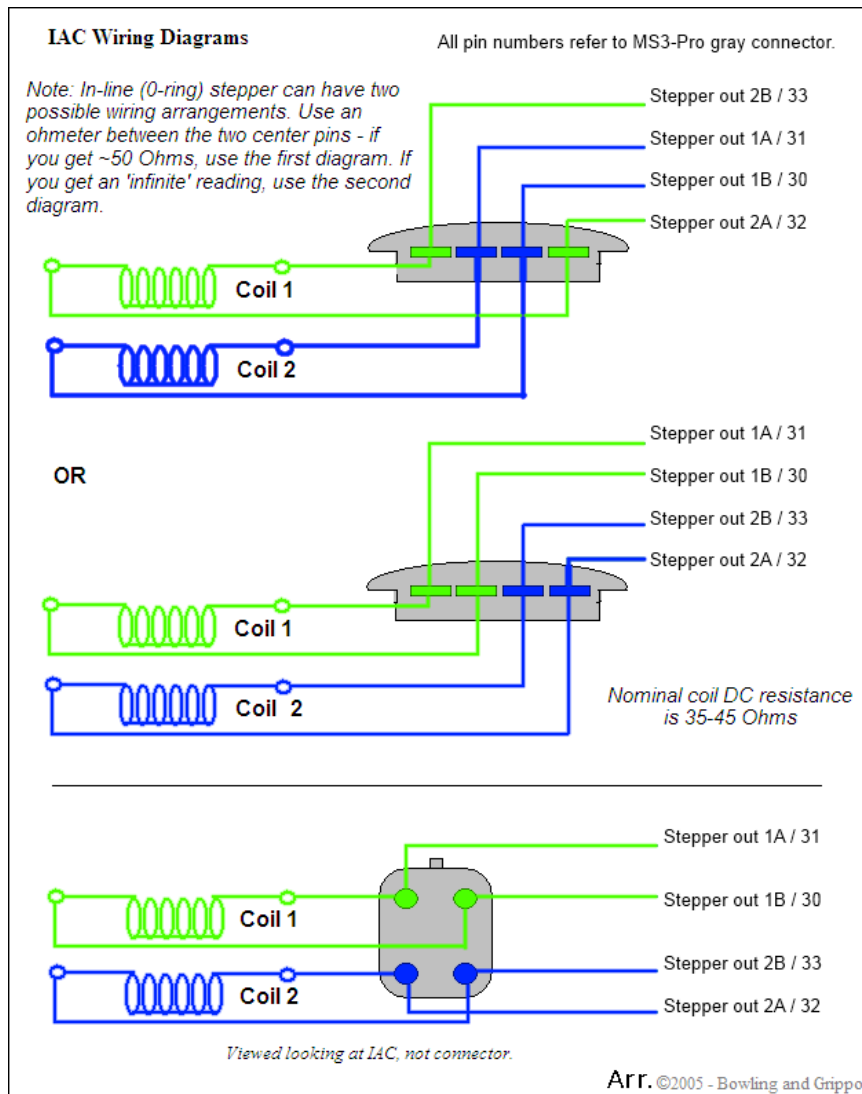 IAC Wiring Diagrams
All pin numbers refer to MS3-Pro gray connector.
Note: In-line (0-ring) stepper can have two
possible wiring arrangements. Use an
ohmeter between the two center pins - if
you get ~50 Ohms, use the first diagram. If
you get an 'infinite' reading, use the second
diagram.
Stepper out 2B / 33
Stepper out 1A / 31
Stepper out 1B / 30
Stepper out 2A / 32
Coil 1
Coil 2
OR
Stepper out 1A / 31
Stepper out 1B / 30
Stepper out 2B / 33
Stepper out 2A / 32
Coil 1
Coil 2
Nominal coil DC resistance
is 35-45 Ohms
Stepper out 1A / 31
Stepper out 1B / 30
Stepper out 2B / 33
Stepper out 2A / 32
Coil 1
Coil 2
Viewed looking at IAC, not connector.
Arr. ©2005 - Bowling and Grippo